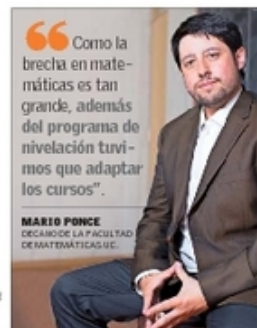 “ Como la
brecha en mate-
máticas es tan
grande, además
del programa de
nivelación tuvi-
mos que adaptar
los cursos”.
MARIO PONCE
DECANO DE LA FACULTAD
DE MATEMÁTICAS UC.